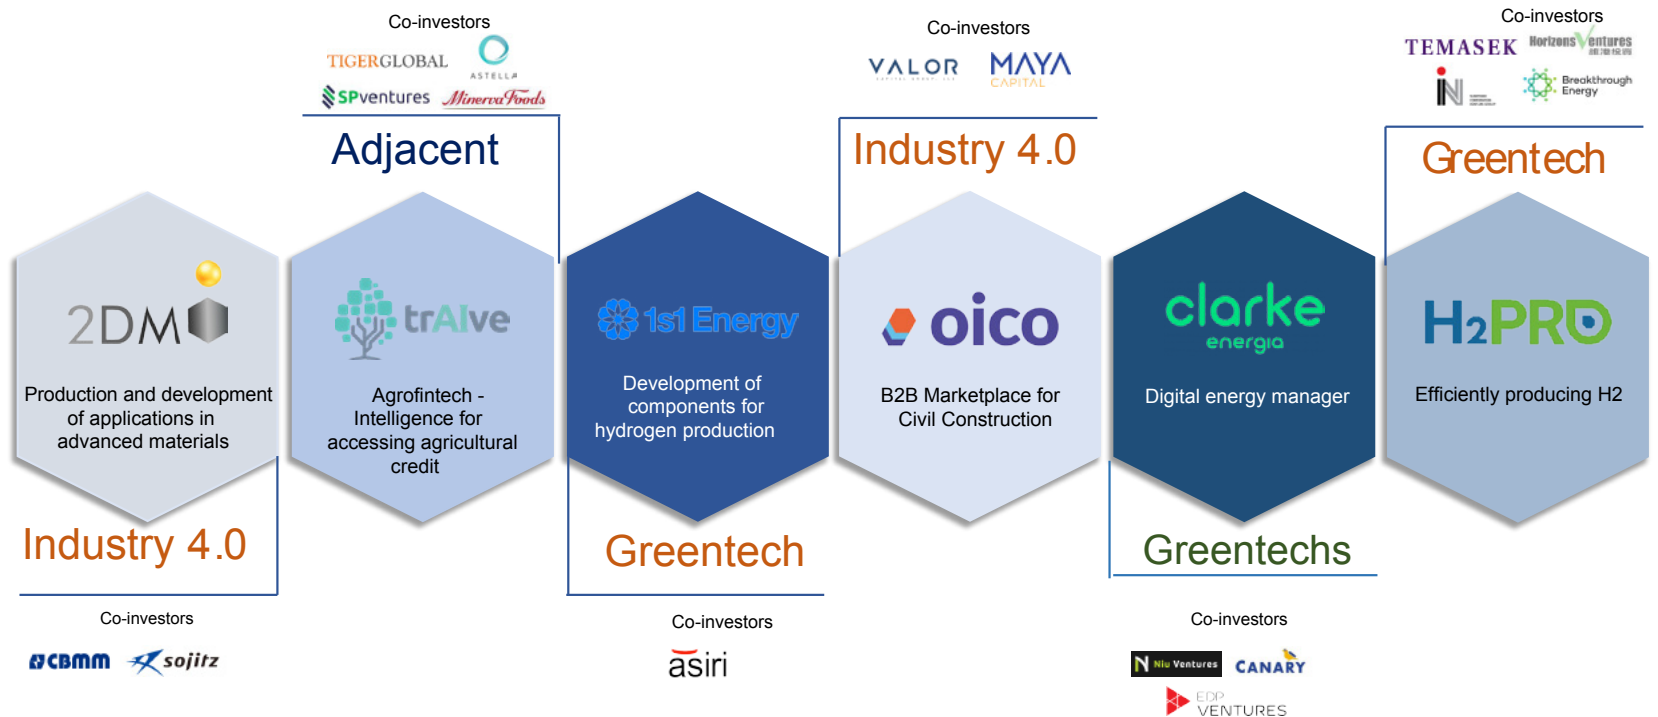 Co-investors
TIGERGLOBAL
ASTELLA
SPventures
Minerva Foods
Adjacent
Co-investors
VALOR
MAYA
CAPITAL
Industry 4.0
Co-investors
TEMASEK
Horizons Ventures
IN
Breakthrough
Energy
Greentech
2DM
Production and development
of applications in
advanced materials
trAIve
Agrofintech -
Intelligence for
accessing agricultural
credit
1s1 Energy
Development of
components for
hydrogen production
oico
B2B Marketplace for
Civil Construction
clarke
energia
Digital energy manager
H2PRO
Efficiently producing H2
Industry 4.0
Co-investors
CBMM
sojitz
Greentech
Co-investors
asiri
Greentechs
Co-investors
N Niu Ventures
CANARY
EDP
VENTURES